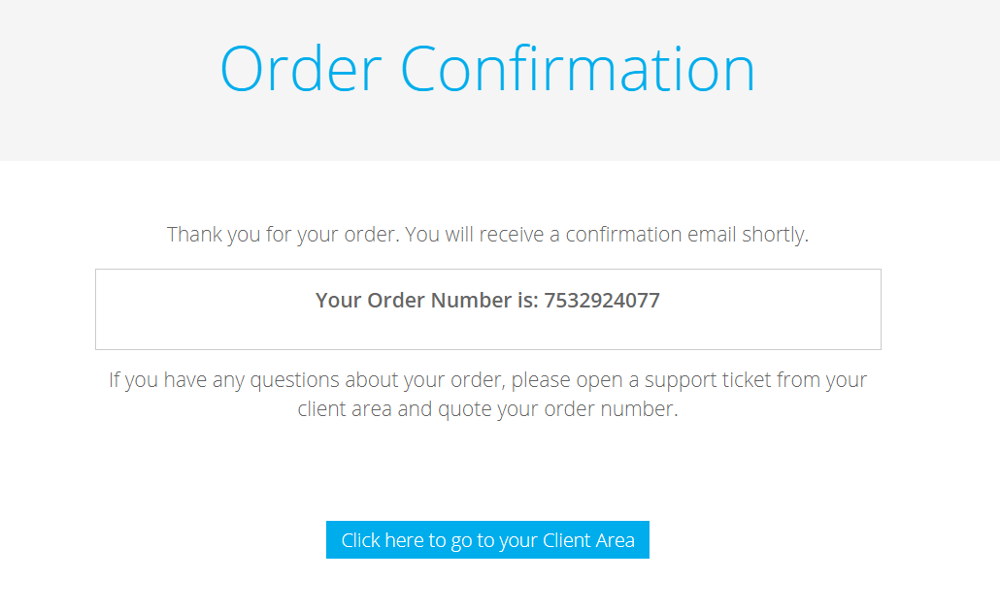 Order Confirmation
Thank you for your order. You will receive a confirmation email shortly.
Your Order Number is: 7532924077
If you have any questions about your order, please open a support ticket from your
client area and quote your order number.
Click here to go to your Client Area